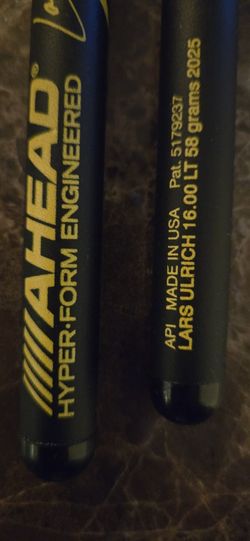 /////AHEAD®
HYPER·FORM ENGINEERED
API MADE IN USA Pat. 5179237
LARS ULRICH 16.00 LT 58 grams 2025